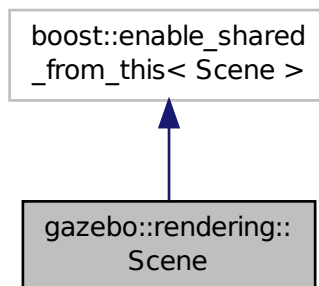 boost::enable_shared
_from_this< Scene >
gazebo::rendering::
Scene